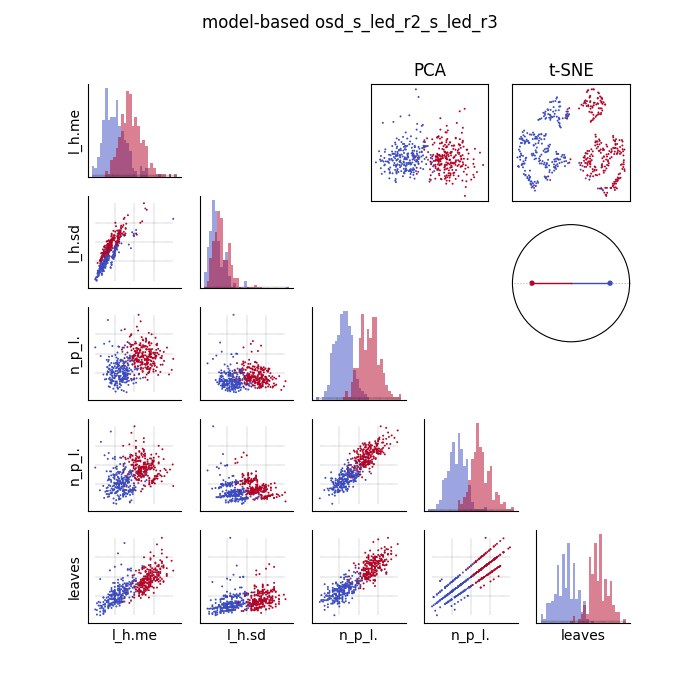 model-based osd_s_led_r2_s_led_r3
PCA
t-SNE
l_h.me
l_h.sd
n_p_l.
n_p_l.
leaves
l_h.me
l_h.sd
n_p_l.
n_p_l.
leaves